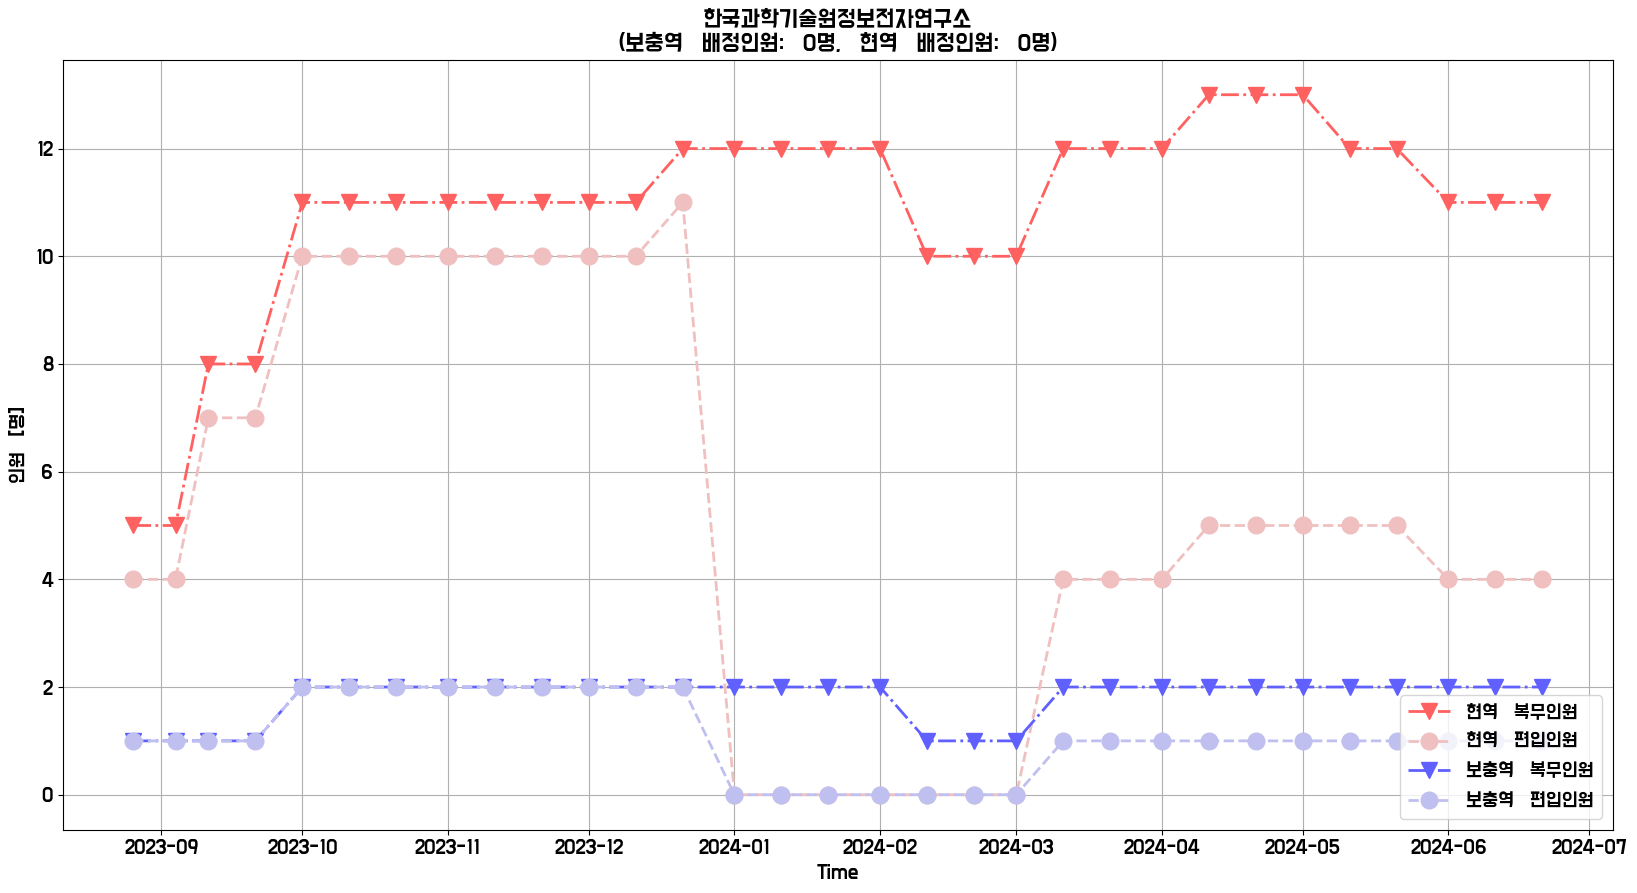 한국과학기술원정보전자연구소
(보충역 배정인원: 0명, 현역 배정인원: 0명)
인원 [명]
12
10
8
6
4
2
0
2023-09 2023-10 2023-11 2023-12 2024-01 2024-02 2024-03 2024-04 2024-05 2024-06 2024-07
Time
현역 복무인원
현역 편입인원
보충역 복무인원
보충역 편입인원